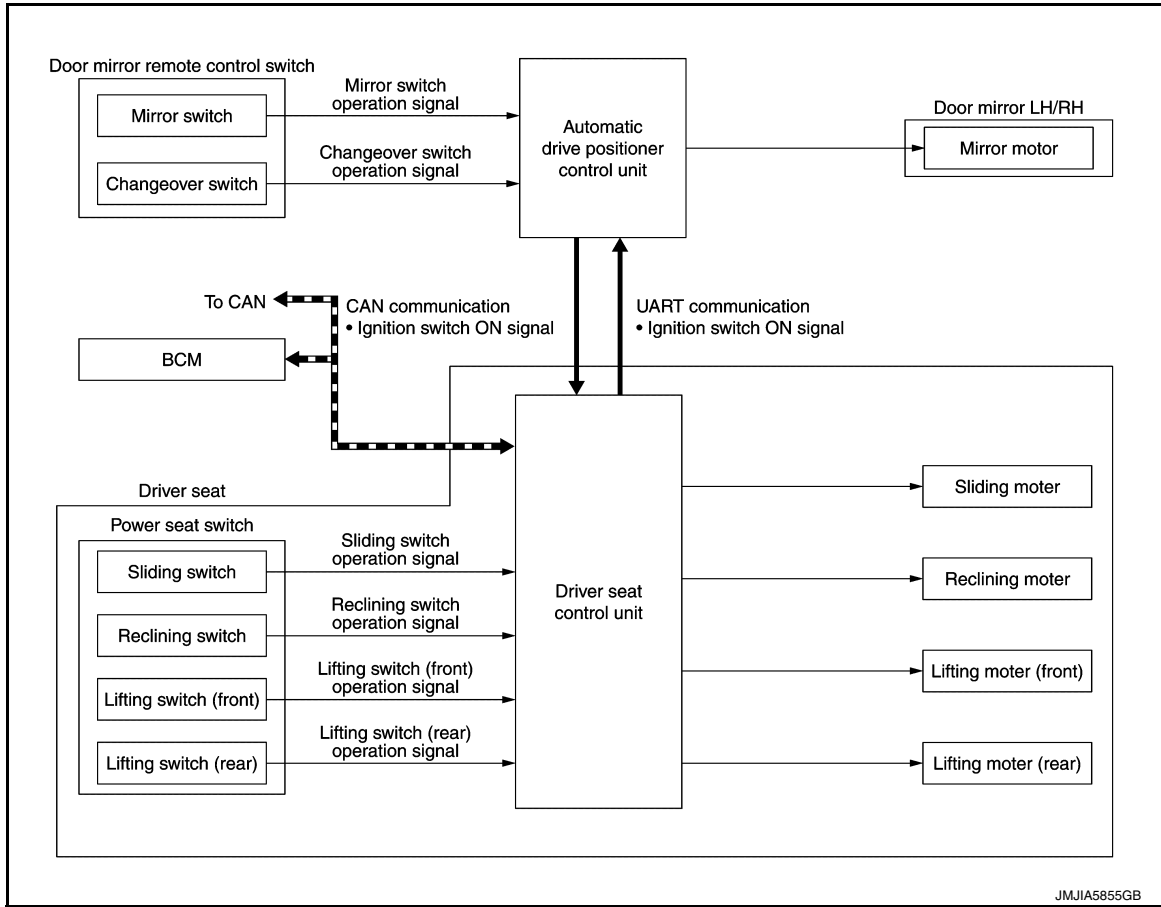 Door mirror remote control switch
Mirror switch
Changeover switch
Mirror switch
operation signal
Changeover switch
operation signal
Automatic
drive positioner
control unit
Door mirror LH/RH
Mirror motor
To CAN
BCM
CAN communication
• Ignition switch ON signal
UART communication
• Ignition switch ON signal
Driver seat
Power seat switch
Sliding switch
Reclining switch
Lifting switch (front)
Lifting switch (rear)
Sliding switch
operation signal
Reclining switch
operation signal
Lifting switch (front)
operation signal
Lifting switch (rear)
operation signal
Driver seat
control unit
Sliding moter
Reclining moter
Lifting moter (front)
Lifting moter (rear)
JMJIA5855GB